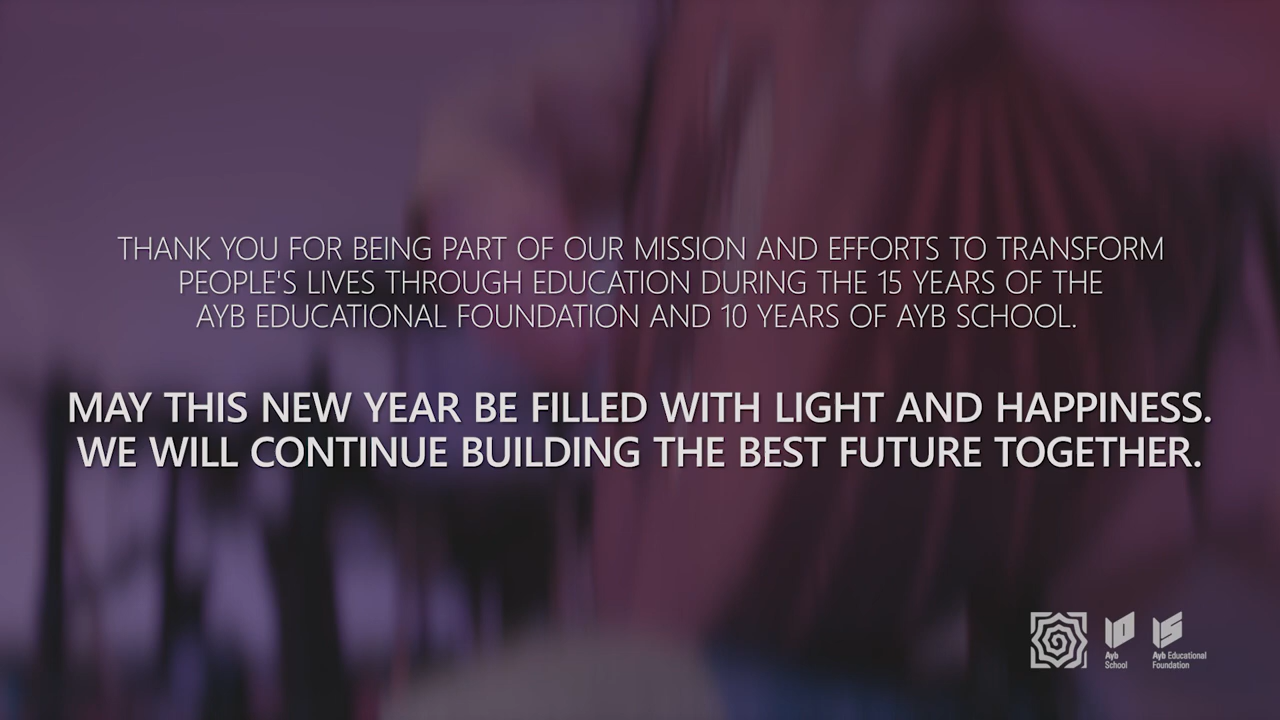 THANK YOU FOR BEING PART OF OUR MISSION AND EFFORTS TO TRANSFORM
PEOPLE'S LIVES THROUGH EDUCATION DURING THE 15 YEARS OF THE
AYB EDUCATIONAL FOUNDATION AND 10 YEARS OF AYB SCHOOL.
MAY THIS NEW YEAR BE FILLED WITH LIGHT AND HAPPINESS.
WE WILL CONTINUE BUILDING THE BEST FUTURE TOGETHER.
10
Ayb
School
15
Ayb Educational
Foundation